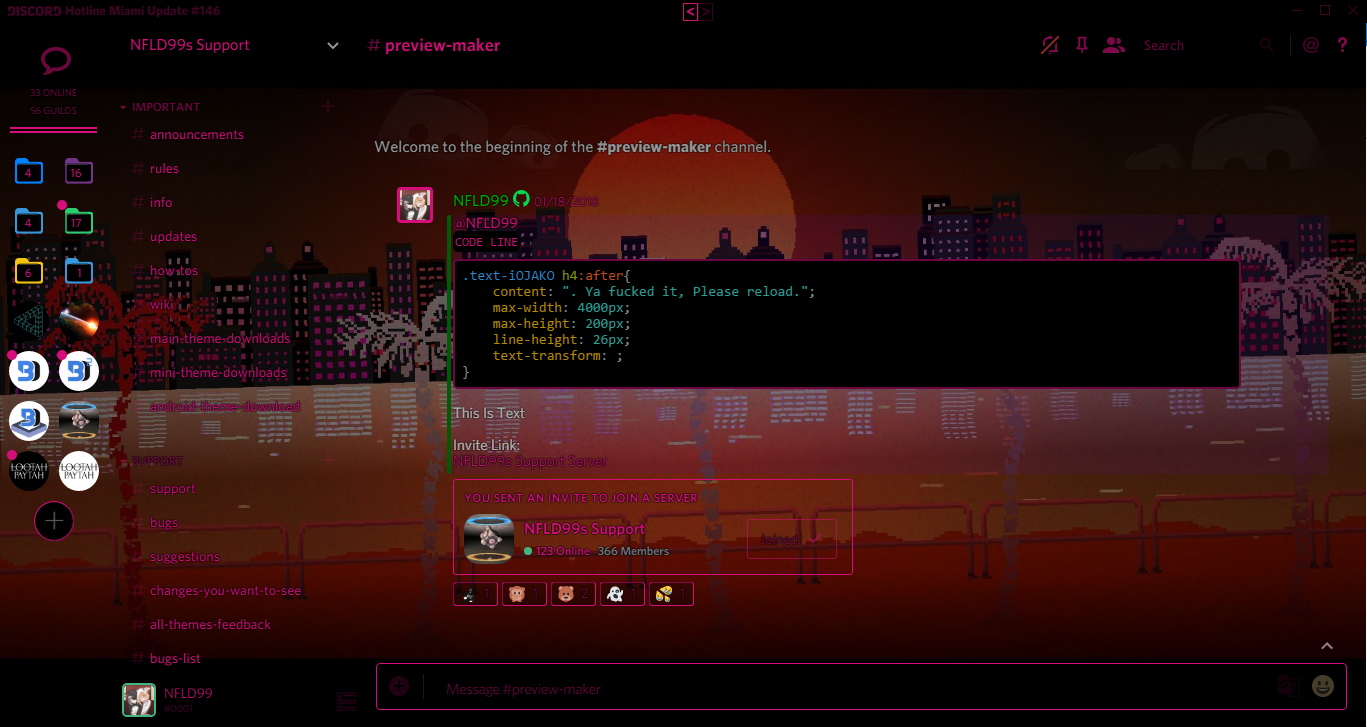 DISCORD Hotline Miami Update #146
< >
NFLD99s Support
# preview-maker
Search
@ ?
33 ONLINE
56 GUILDS
4 16
4 17
6 1
LOOTAH PAYTAH
LOOTAH PAYTAH
IMPORTANT
# announcements
# rules
# info
# updates
# how-tos
# wiki
# main-theme-downloads
# mini-theme-downloads
# android-theme-download
SUPPORT
# support
# bugs
# suggestions
# changes-you-want-to-see
# all-themes-feedback
# bugs-list
NFLD99
#0001
Welcome to the beginning of the #preview-maker channel.
NFLD99 01/18/2018
@NFLD99
CODE LINE
.text-iOJAKO h4:after{
content: ". Ya fucked it, Please reload.";
max-width: 4000px;
max-height: 200px;
line-height: 26px;
text-transform: ;
}
This Is Text
Invite Link:
NFLD99s Support Server
YOU SENT AN INVITE TO JOIN A SERVER
NFLD99s Support
123 Online 366 Members
Joined
1 1 2 1 1
Message #preview-maker